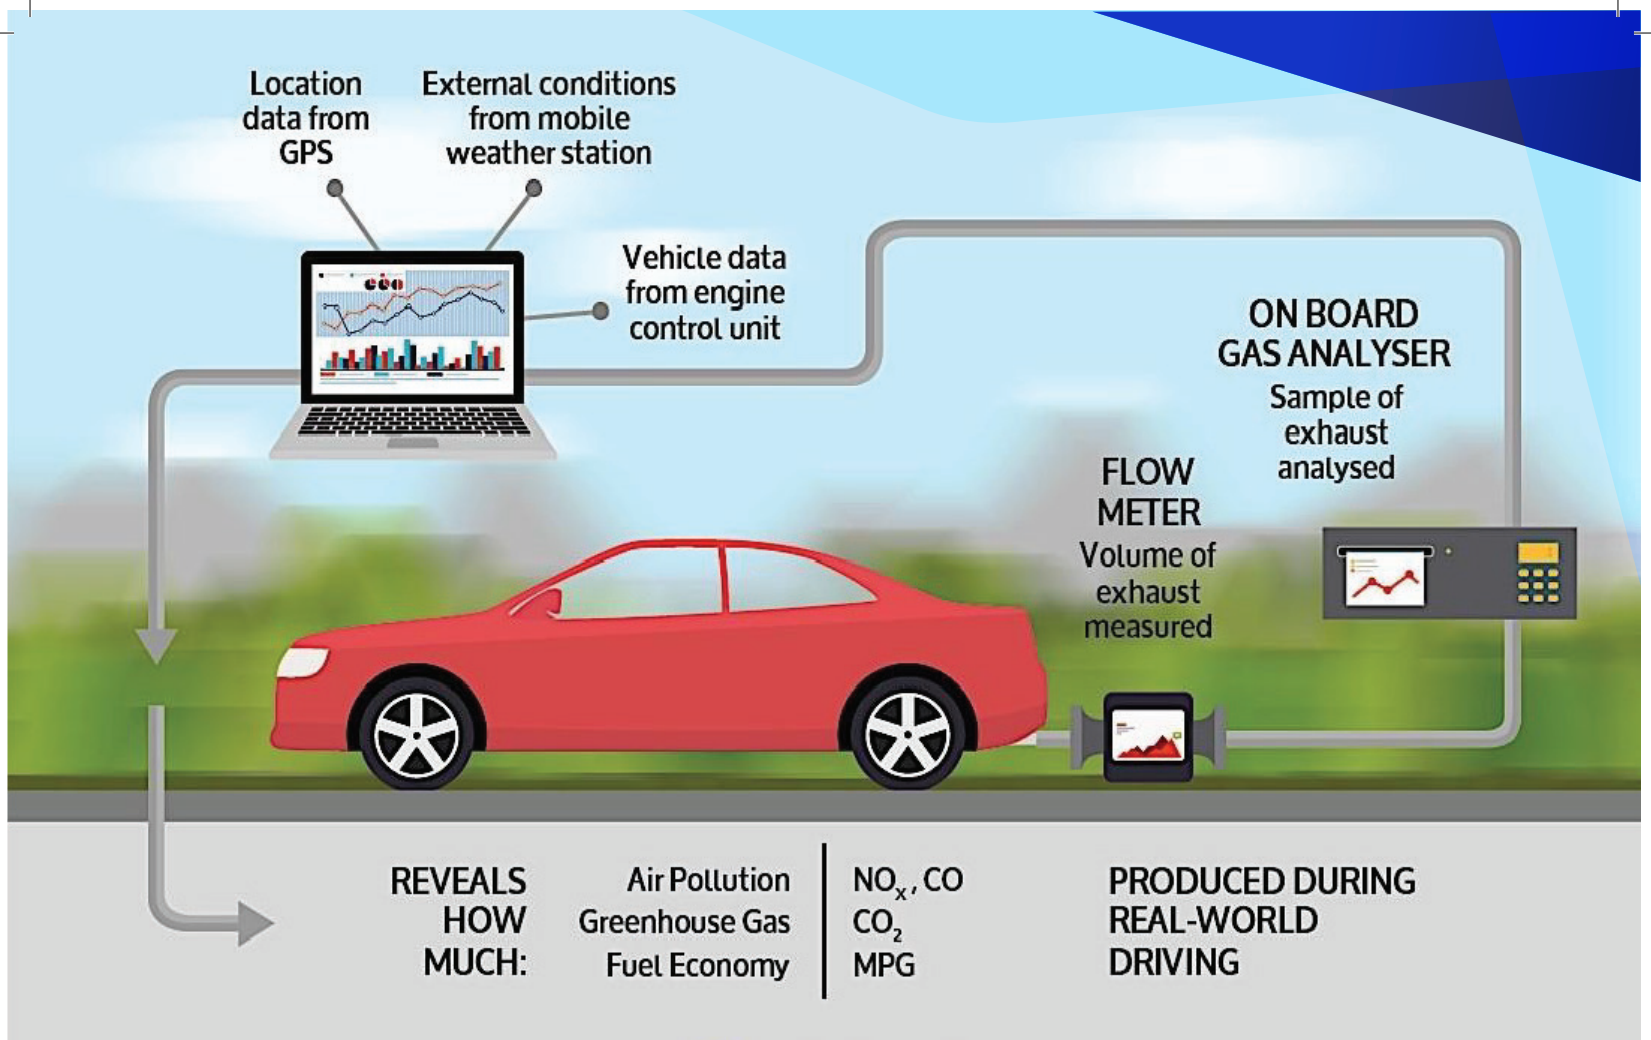 Location
data from
GPS
External conditions
from mobile
weather station
Vehicle data
from engine
control unit
ON BOARD
GAS ANALYSER
Sample of
exhaust
analysed
FLOW
METER
Volume of
exhaust
measured
REVEALS
HOW
MUCH:
Air Pollution
Greenhouse Gas
Fuel Economy
NOx, CO
CO2
MPG
PRODUCED DURING
REAL-WORLD
DRIVING